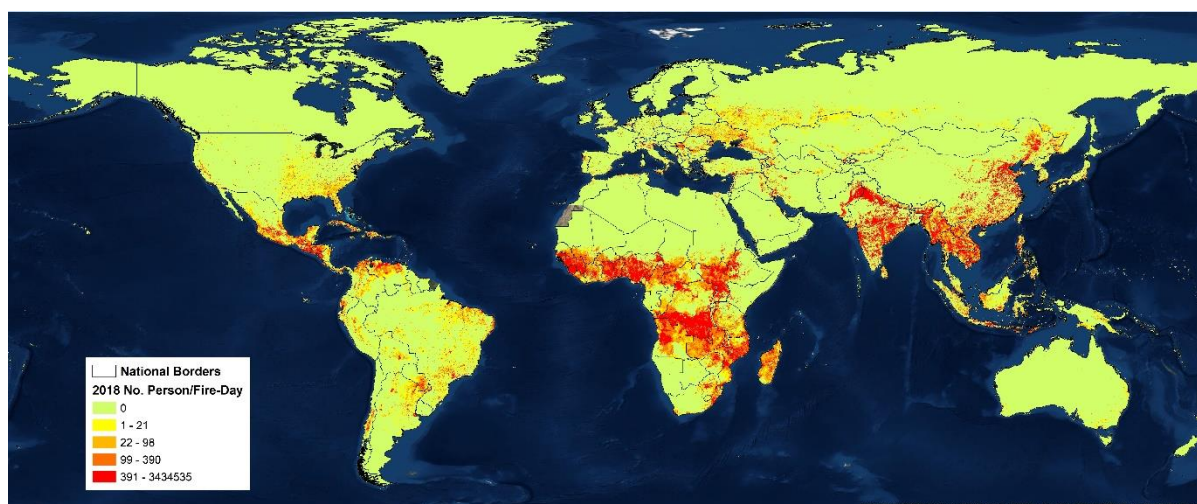 National Borders
2018 No. Person/Fire-Day
0
1 - 21
22 - 98
99 - 390
391 - 3434535